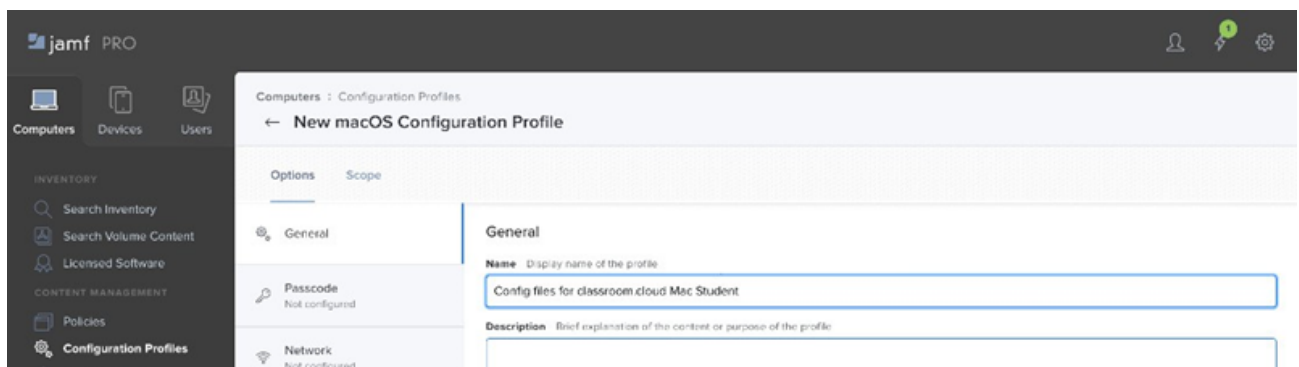 jamf PRO
1
Computers Devices Users
Computers : Configuration Profiles
← New macOS Configuration Profile
Options Scope
INVENTORY
Search Inventory
Search Volume Content
Licensed Software
CONTENT MANAGEMENT
Policies
Configuration Profiles
General
Passcode
Not configured
Network
Not configured
General
Name Display name of the profile
Config files for classroom.cloud Mac Student
Description Brief explanation of the content or purpose of the profile